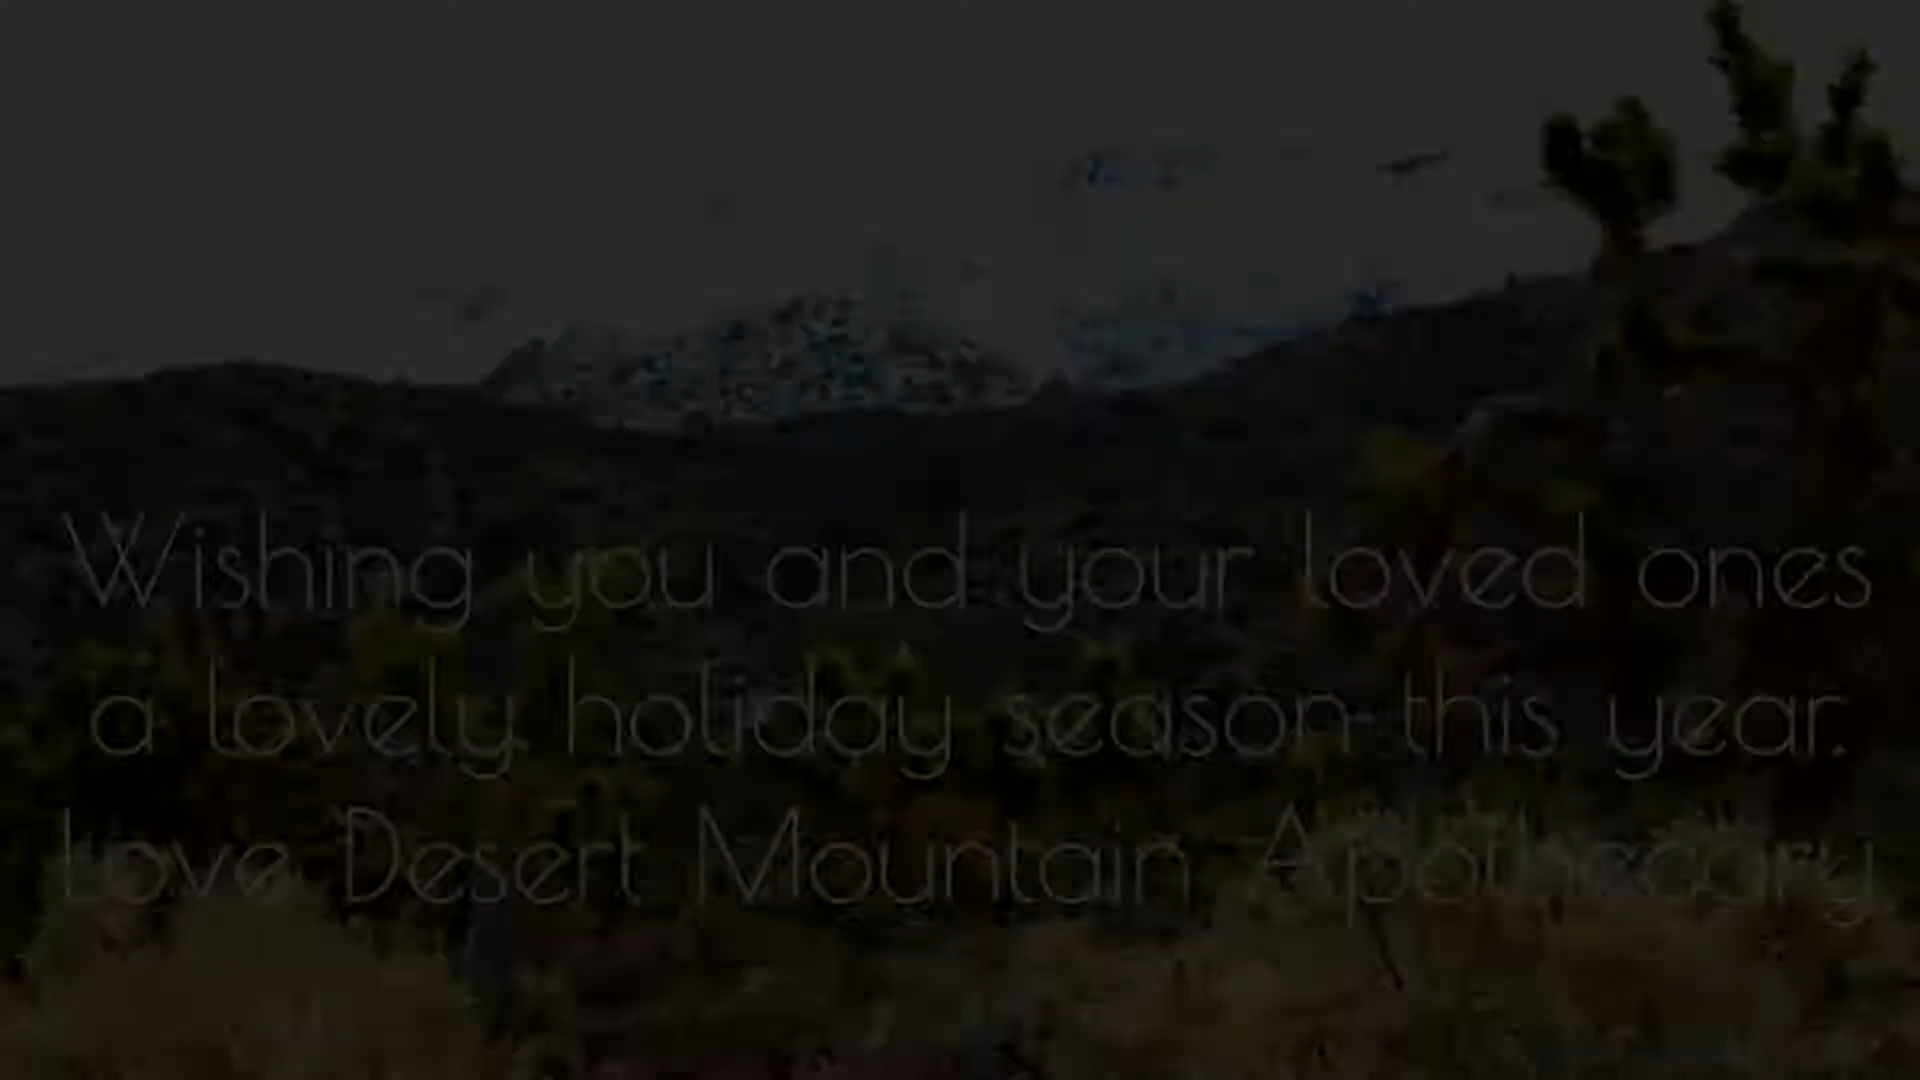 Wishing you and your loved ones
a lovely holiday season this year.
Love Desert Mountain Apothecary